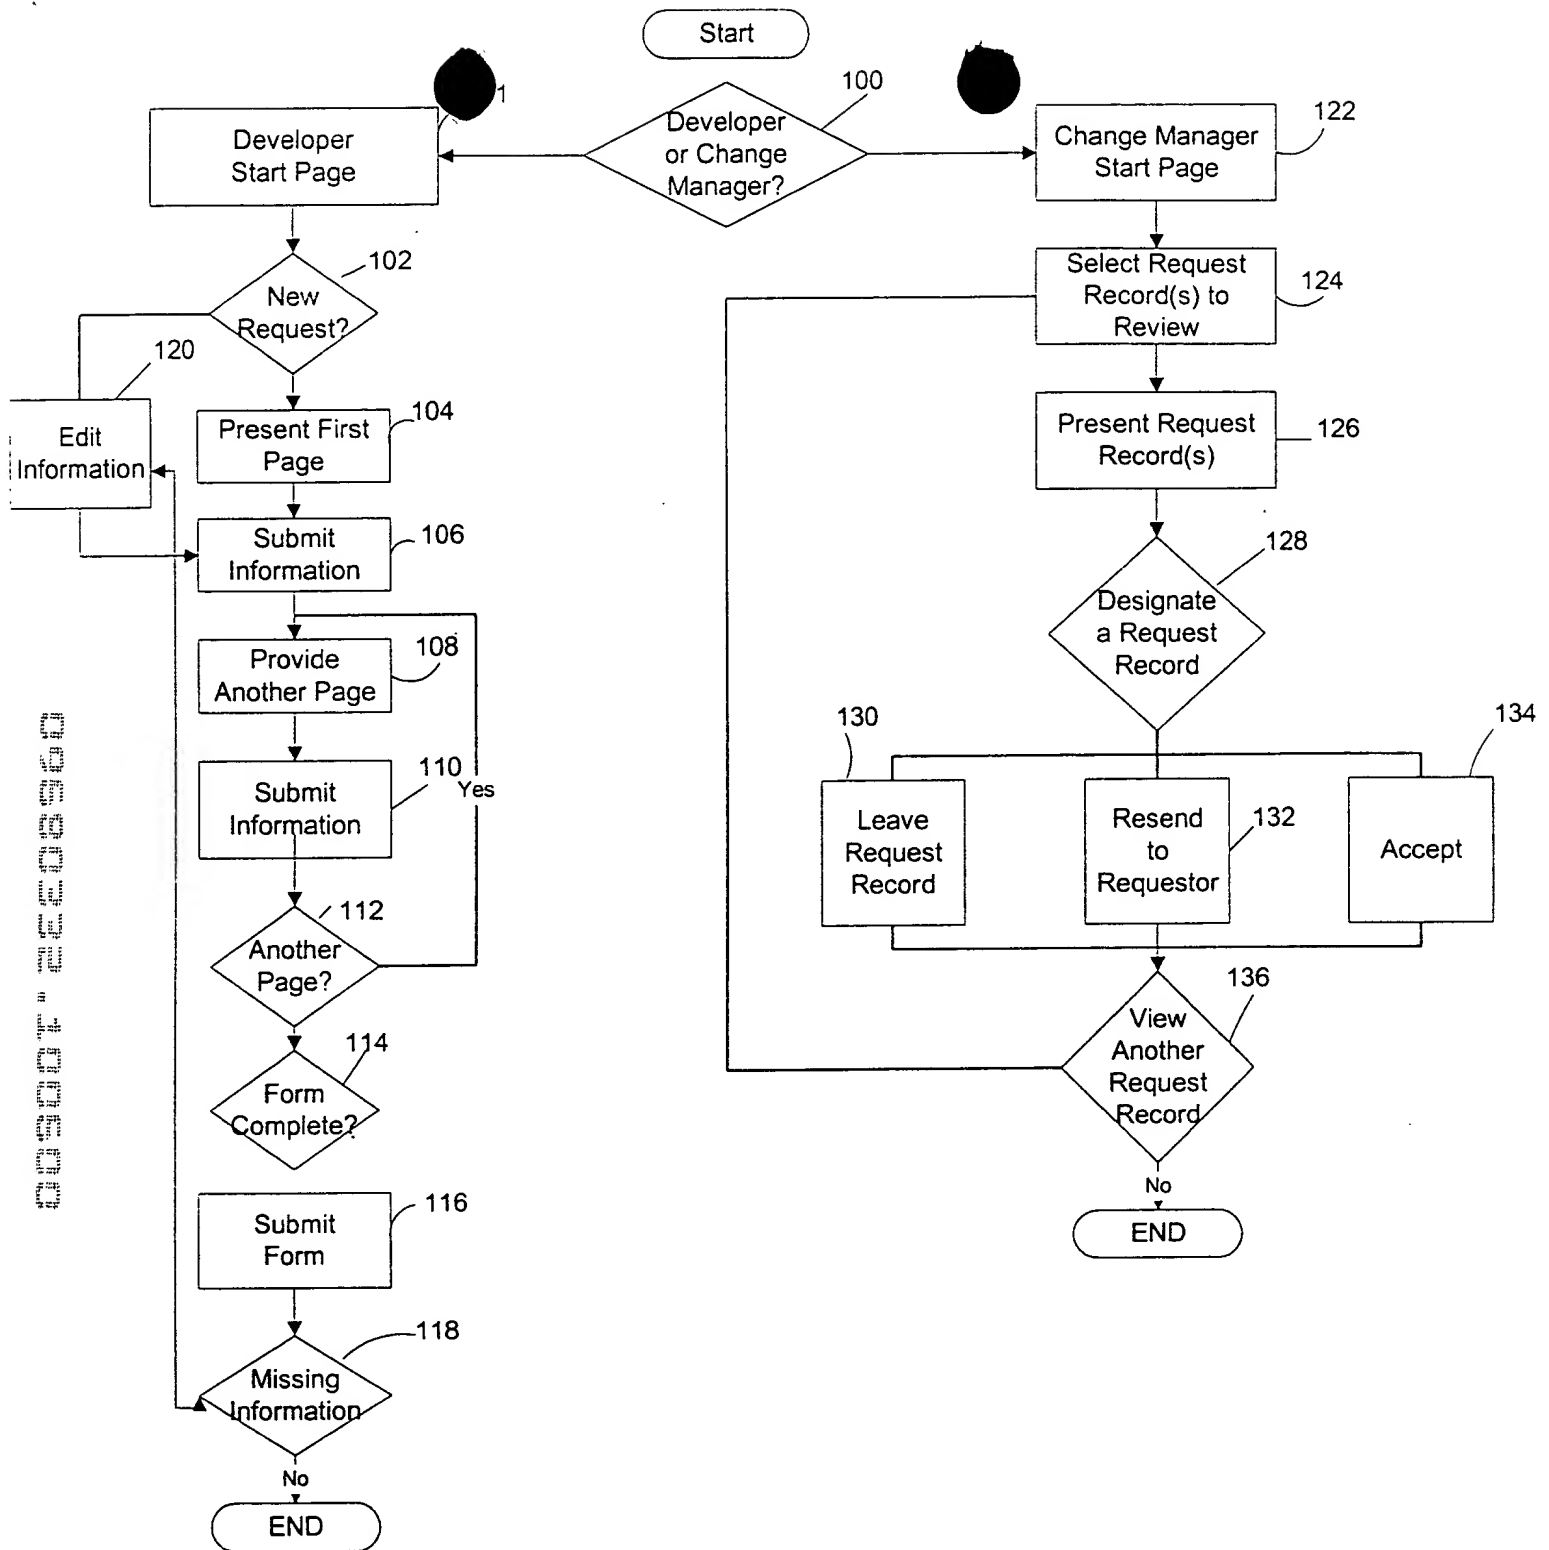 Start
1
100
Developer
or Change
Manager?
Developer
Start Page
Change Manager
Start Page
122
102
New
Request?
Select Request
Record(s) to
Review
124
120
Edit
Information
104
Present First
Page
Present Request
Record(s)
126
Submit
Information
106
128
Designate
a Request
Record
Provide
Another Page
108
130
134
110
Yes
Submit
Information
Leave
Request
Record
Resend
to
Requestor
132
Accept
112
Another
Page?
136
View
Another
Request
Record
114
Form
Complete?
No
END
116
Submit
Form
118
Missing
Information
No
END
09680332.100600